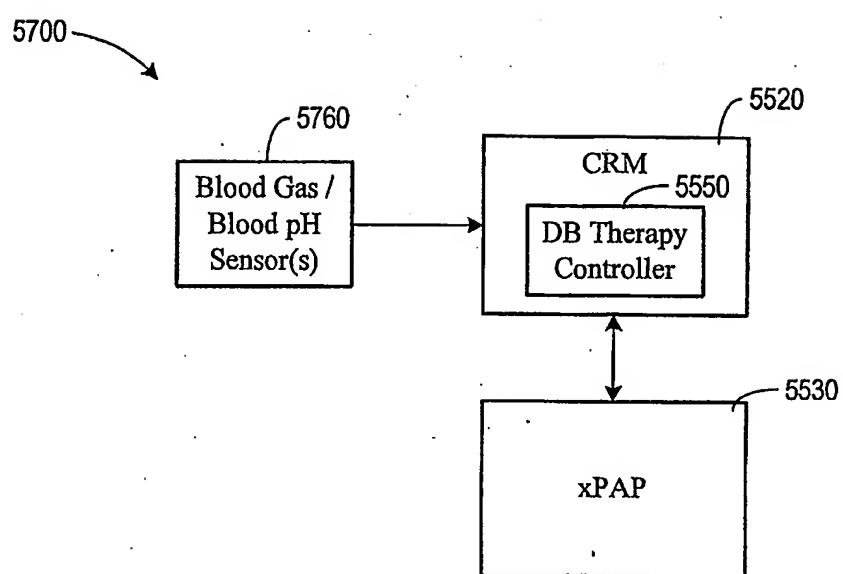 5700
5760
Blood Gas /
Blood pH
Sensor(s)
5520
CRM
5550
DB Therapy
Controller
5530
xPAP